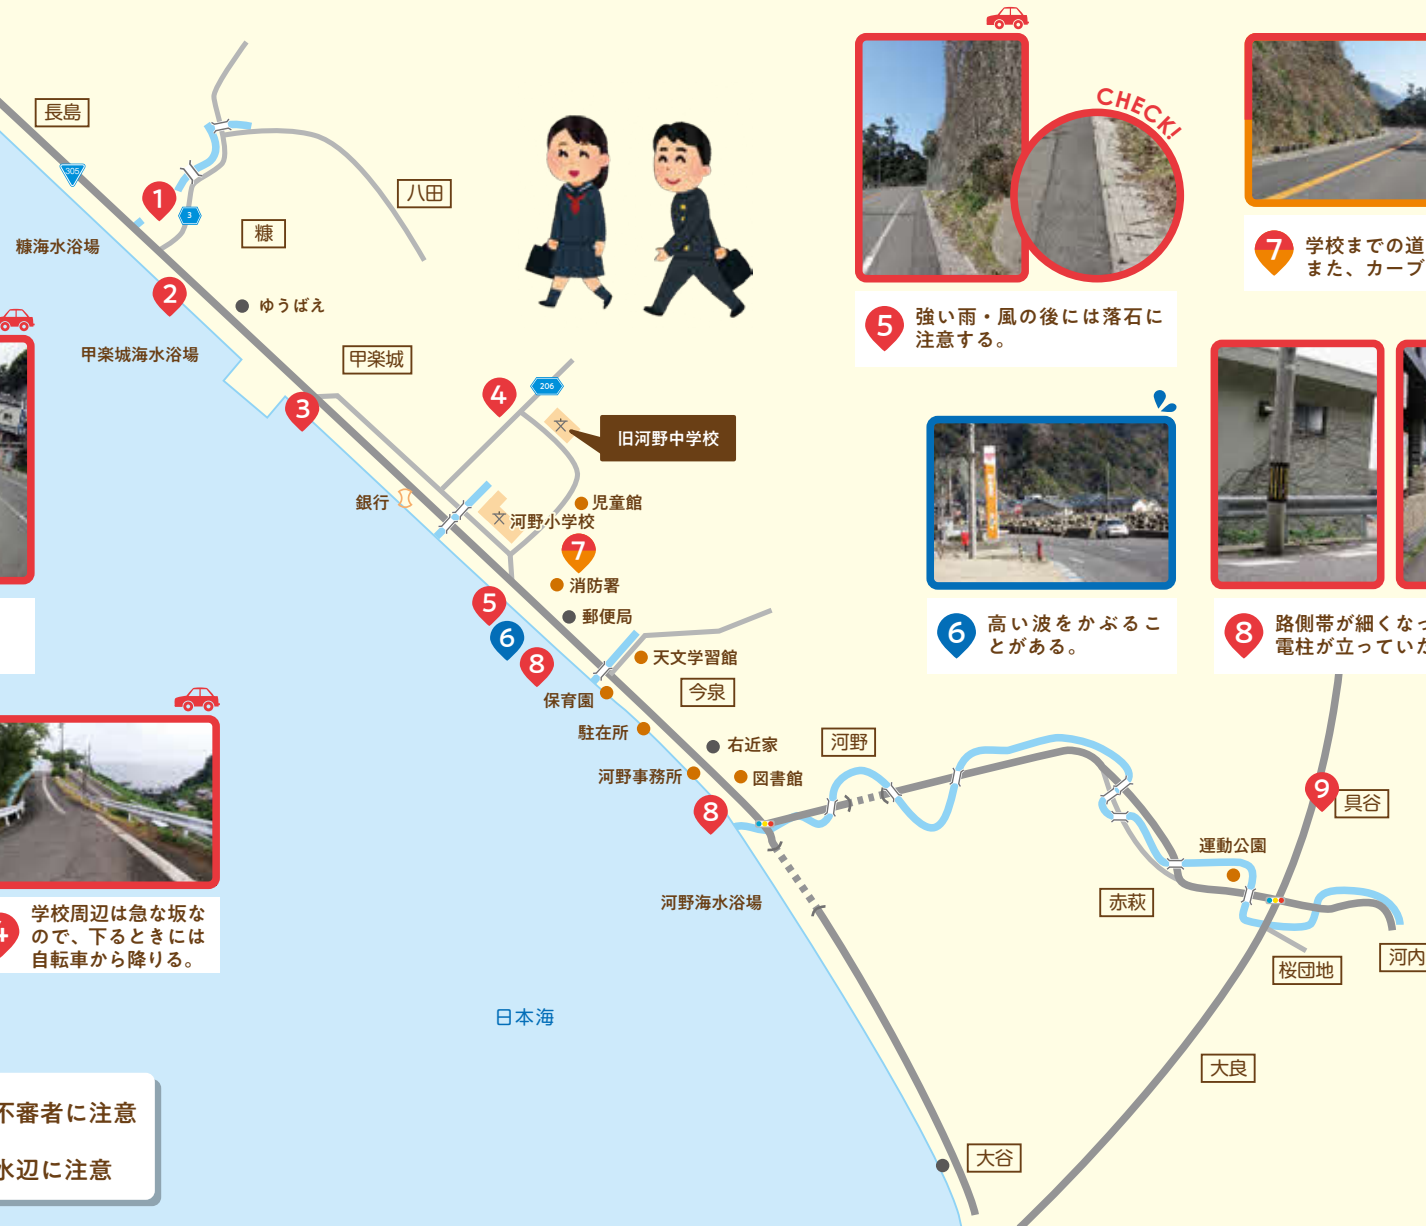 長島
305
1
3
八田
糠
糠海水浴場
2
ゆうばえ
甲楽城海水浴場
甲楽城
3
4
206
文
旧河野中学校
銀行
文
河野小学校
児童館
7
消防署
5
郵便局
6
8
天文学習館
今泉
保育園
駐在所
右近家
河野
河野事務所
図書館
8
9
具谷
運動公園
赤萩
河野海水浴場
桜団地
河内
日本海
大良
大谷
CHECK!
5
強い雨・風の後には落石に
注意する。
7
学校までの道
また、カーブ
6
高い波をかぶるこ
とがある。
8
路側帯が細くなっ
電柱が立っていた
4
学校周辺は急な坂な
ので、下るときには
自転車から降りる。
不審者に注意
水辺に注意